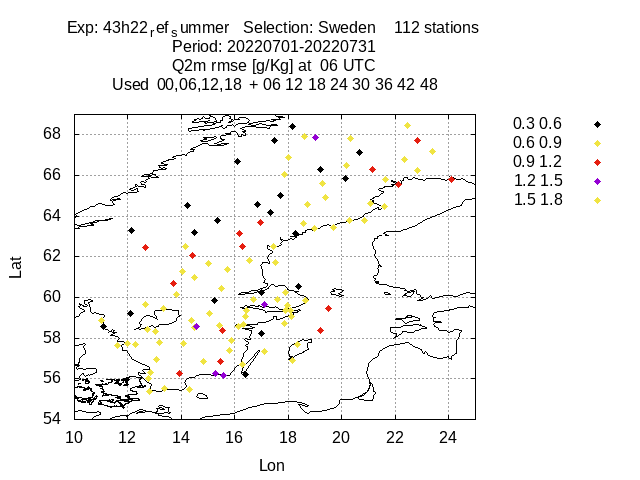 Exp: 43h22refsummer   Selection: Sweden    112 stations
Period: 20220701-20220731
Q2m rmse [g/Kg] at  06 UTC
Used  00,06,12,18  + 06 12 18 24 30 36 42 48
0.3 0.6
0.6 0.9
0.9 1.2
1.2 1.5
1.5 1.8
Lat
68
66
64
62
60
58
56
54
10 12 14 16 18 20 22 24
Lon